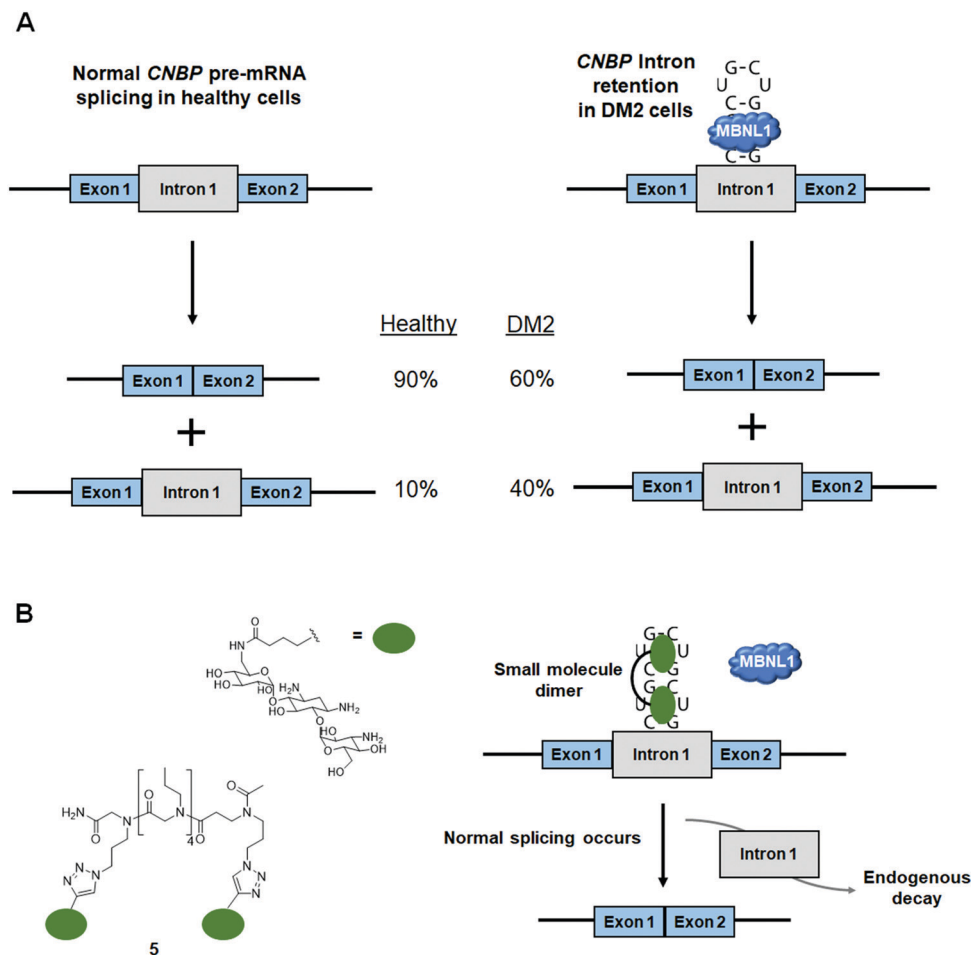 A
Normal CNBP pre-mRNA
splicing in healthy cells
CNBP Intron
retention
in DM2 cells
G-C
U U
C-G
MBNL1
C-G
Exon 1 Intron 1 Exon 2
Exon 1 Intron 1 Exon 2
Healthy DM2
Exon 1 Exon 2
90% 60%
Exon 1 Exon 2
+
+
Exon 1 Intron 1 Exon 2
10% 40%
Exon 1 Intron 1 Exon 2
B
O
HN
=
HO
HO
HO
O
O
H2N
O
HO
NH2
O
HO
O
NH2
OH
HO
H2N
O
N
O
N
4
O
O
N
N
N
N
N
N
N
5
Small molecule
dimer
G-C
U U
C G
G C
U U
C-G
MBNL1
Exon 1 Intron 1 Exon 2
Normal splicing occurs
Intron 1
Endogenous
decay
Exon 1 Exon 2